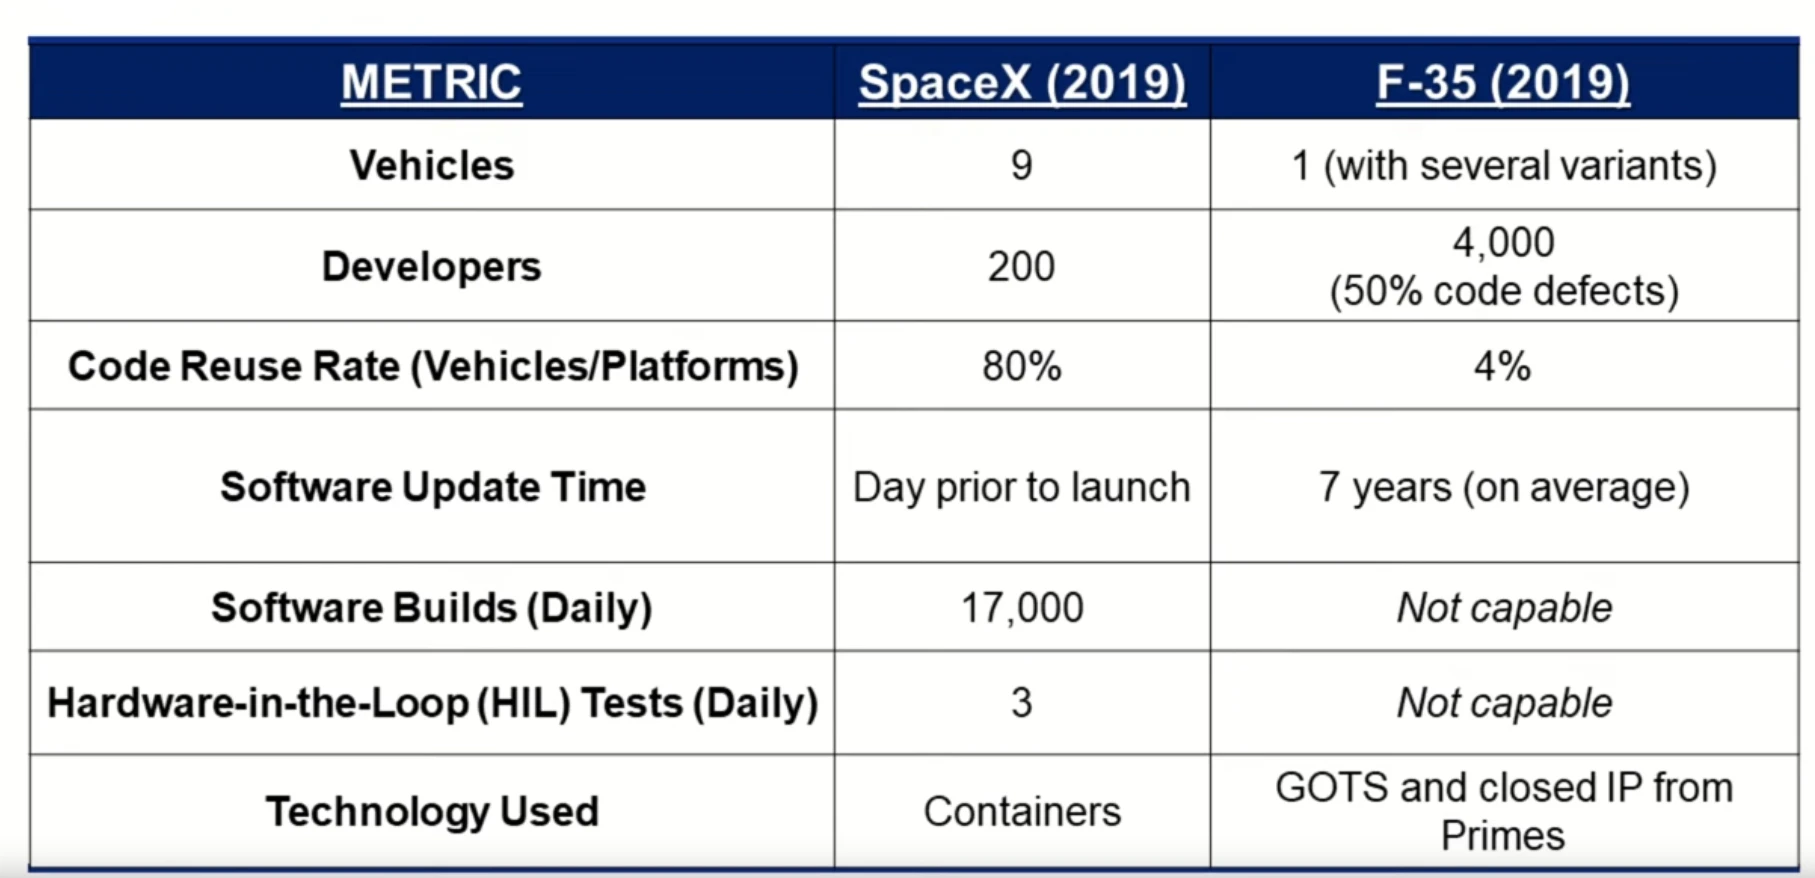 METRIC SpaceX (2019) F-35 (2019)
Vehicles 9 1 (with several variants)
Developers 200 4,000
(50% code defects)
Code Reuse Rate (Vehicles/Platforms) 80% 4%
Software Update Time Day prior to launch 7 years (on average)
Software Builds (Daily) 17,000 Not capable
Hardware-in-the-Loop (HIL) Tests (Daily) 3 Not capable
Technology Used Containers GOTS and closed IP from
Primes